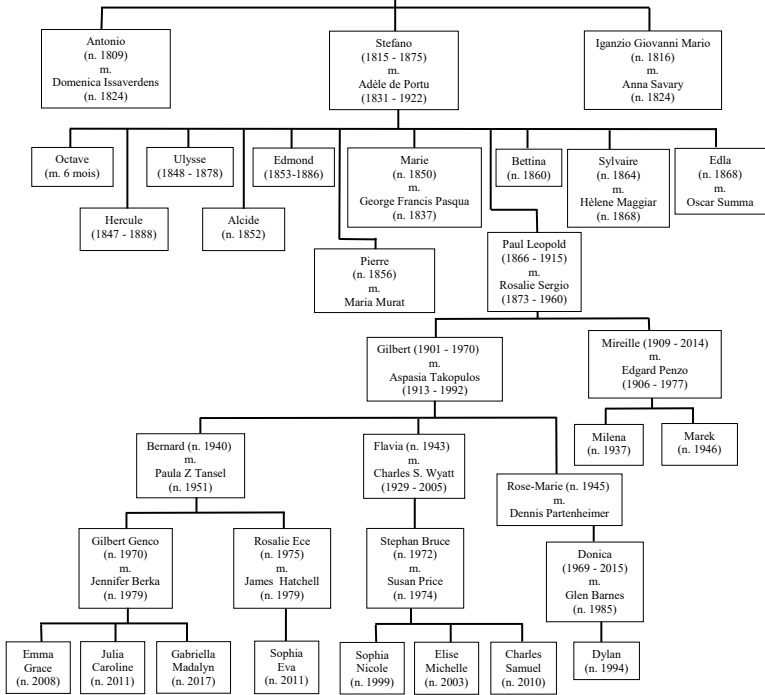 Antonio
(n. 1809)
m.
Domenica Issaverdens
(n. 1824)
Stefano
(1815 - 1875)
m.
Adèle de Portu
(1831 - 1922)
Iganzio Giovanni Mario
(n. 1816)
m.
Anna Savary
(n. 1824)
Octave
(m. 6 mois)
Ulysse
(1848 - 1878)
Edmond
(1853-1886)
Marie
(n. 1850)
m.
George Francis Pasqua
(n. 1837)
Bettina
(n. 1860)
Sylvaire
(n. 1864)
m.
Hèlene Maggiar
(n. 1868)
Edla
(n. 1868)
m.
Oscar Summa
Hercule
(1847 - 1888)
Alcide
(n. 1852)
Pierre
(n. 1856)
m.
Maria Murat
Paul Leopold
(1866 - 1915)
m.
Rosalie Sergio
(1873 - 1960)
Gilbert (1901 - 1970)
m.
Aspasia Takopulos
(1913 - 1992)
Mireille (1909 - 2014)
m.
Edgard Penzo
(1906 - 1977)
Bernard (n. 1940)
m.
Paula Z Tansel
(n. 1951)
Flavia (n. 1943)
m.
Charles S. Wyatt
(1929 - 2005)
Milena
(n. 1937)
Marek
(n. 1946)
Rose-Marie (n. 1945)
m.
Dennis Partenheimer
Gilbert Genco
(n. 1970)
m.
Jennifer Berka
(n. 1979)
Rosalie Ece
(n. 1975)
m.
James Hatchell
(n. 1979)
Stephan Bruce
(n. 1972)
m.
Susan Price
(n. 1974)
Donica
(1969 - 2015)
m.
Glen Barnes
(n. 1985)
Emma
Grace
(n. 2008)
Julia
Caroline
(n. 2011)
Gabriella
Madalyn
(n. 2017)
Sophia
Eva
(n. 2011)
Sophia
Nicole
(n. 1999)
Elise
Michelle
(n. 2003)
Charles
Samuel
(n. 2010)
Dylan
(n. 1994)